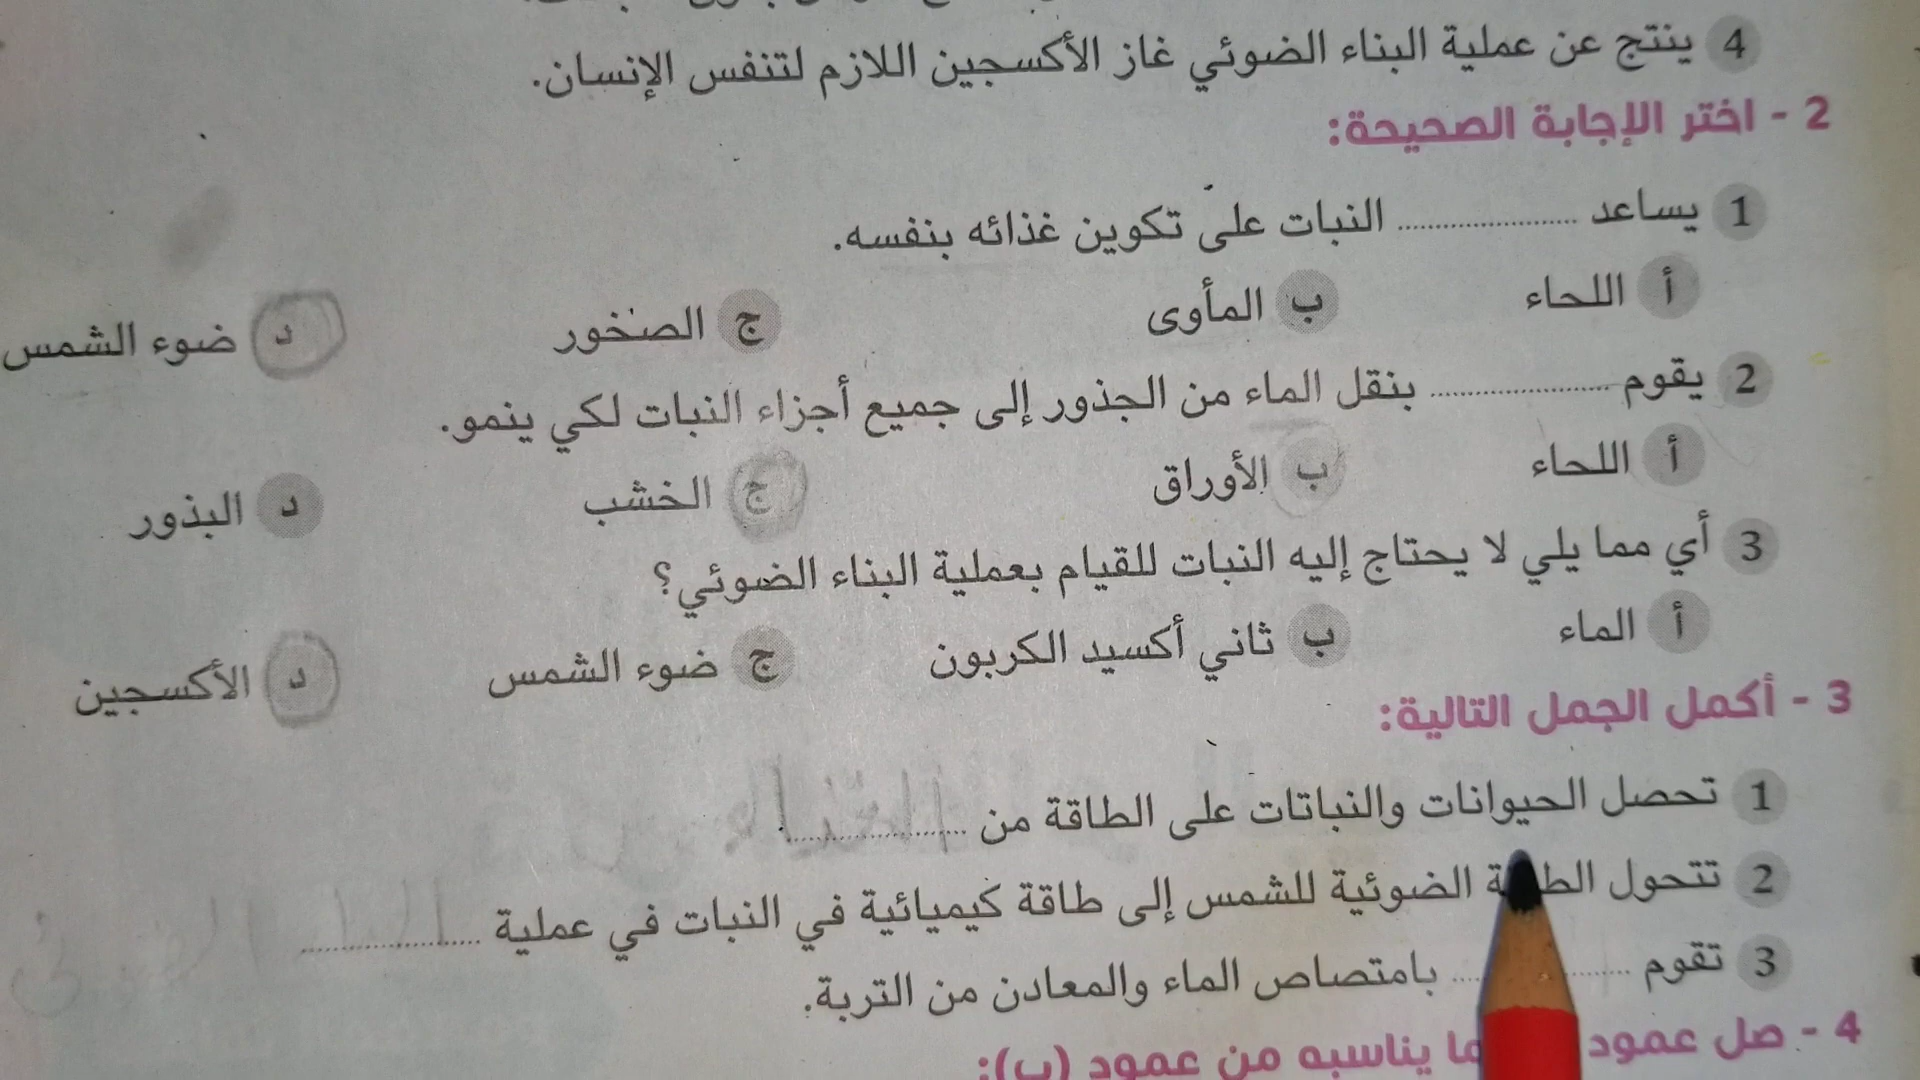 4 ينتج عن عملية البناء الضوئي غاز الأكسجين اللازم لتنفس الإنسان.
2 - اختر الإجابة الصحيحة:
1 يساعد ........ النبات على تكوين غذائه بنفسه.
أ اللحاء ب المأوى ج الصخور د ضوء الشمس
2 يقوم ........ بنقل الماء من الجذور إلى جميع أجزاء النبات لكي ينمو.
أ اللحاء ب الأوراق ج الخشب د البذور
3 أي مما يلي لا يحتاج إليه النبات للقيام بعملية البناء الضوئي؟
أ الماء ب ثاني أكسيد الكربون ج ضوء الشمس د الأكسجين
3 - أكمل الجمل التالية:
1 تحصل الحيوانات والنباتات على الطاقة من ........
2 تتحول الضوئية للشمس إلى طاقة كيميائية في النبات في عملية ........
3 تقوم ........ بامتصاص الماء والمعادن من التربة.
4 - صل عمود ما يناسبه من عمود (ب):